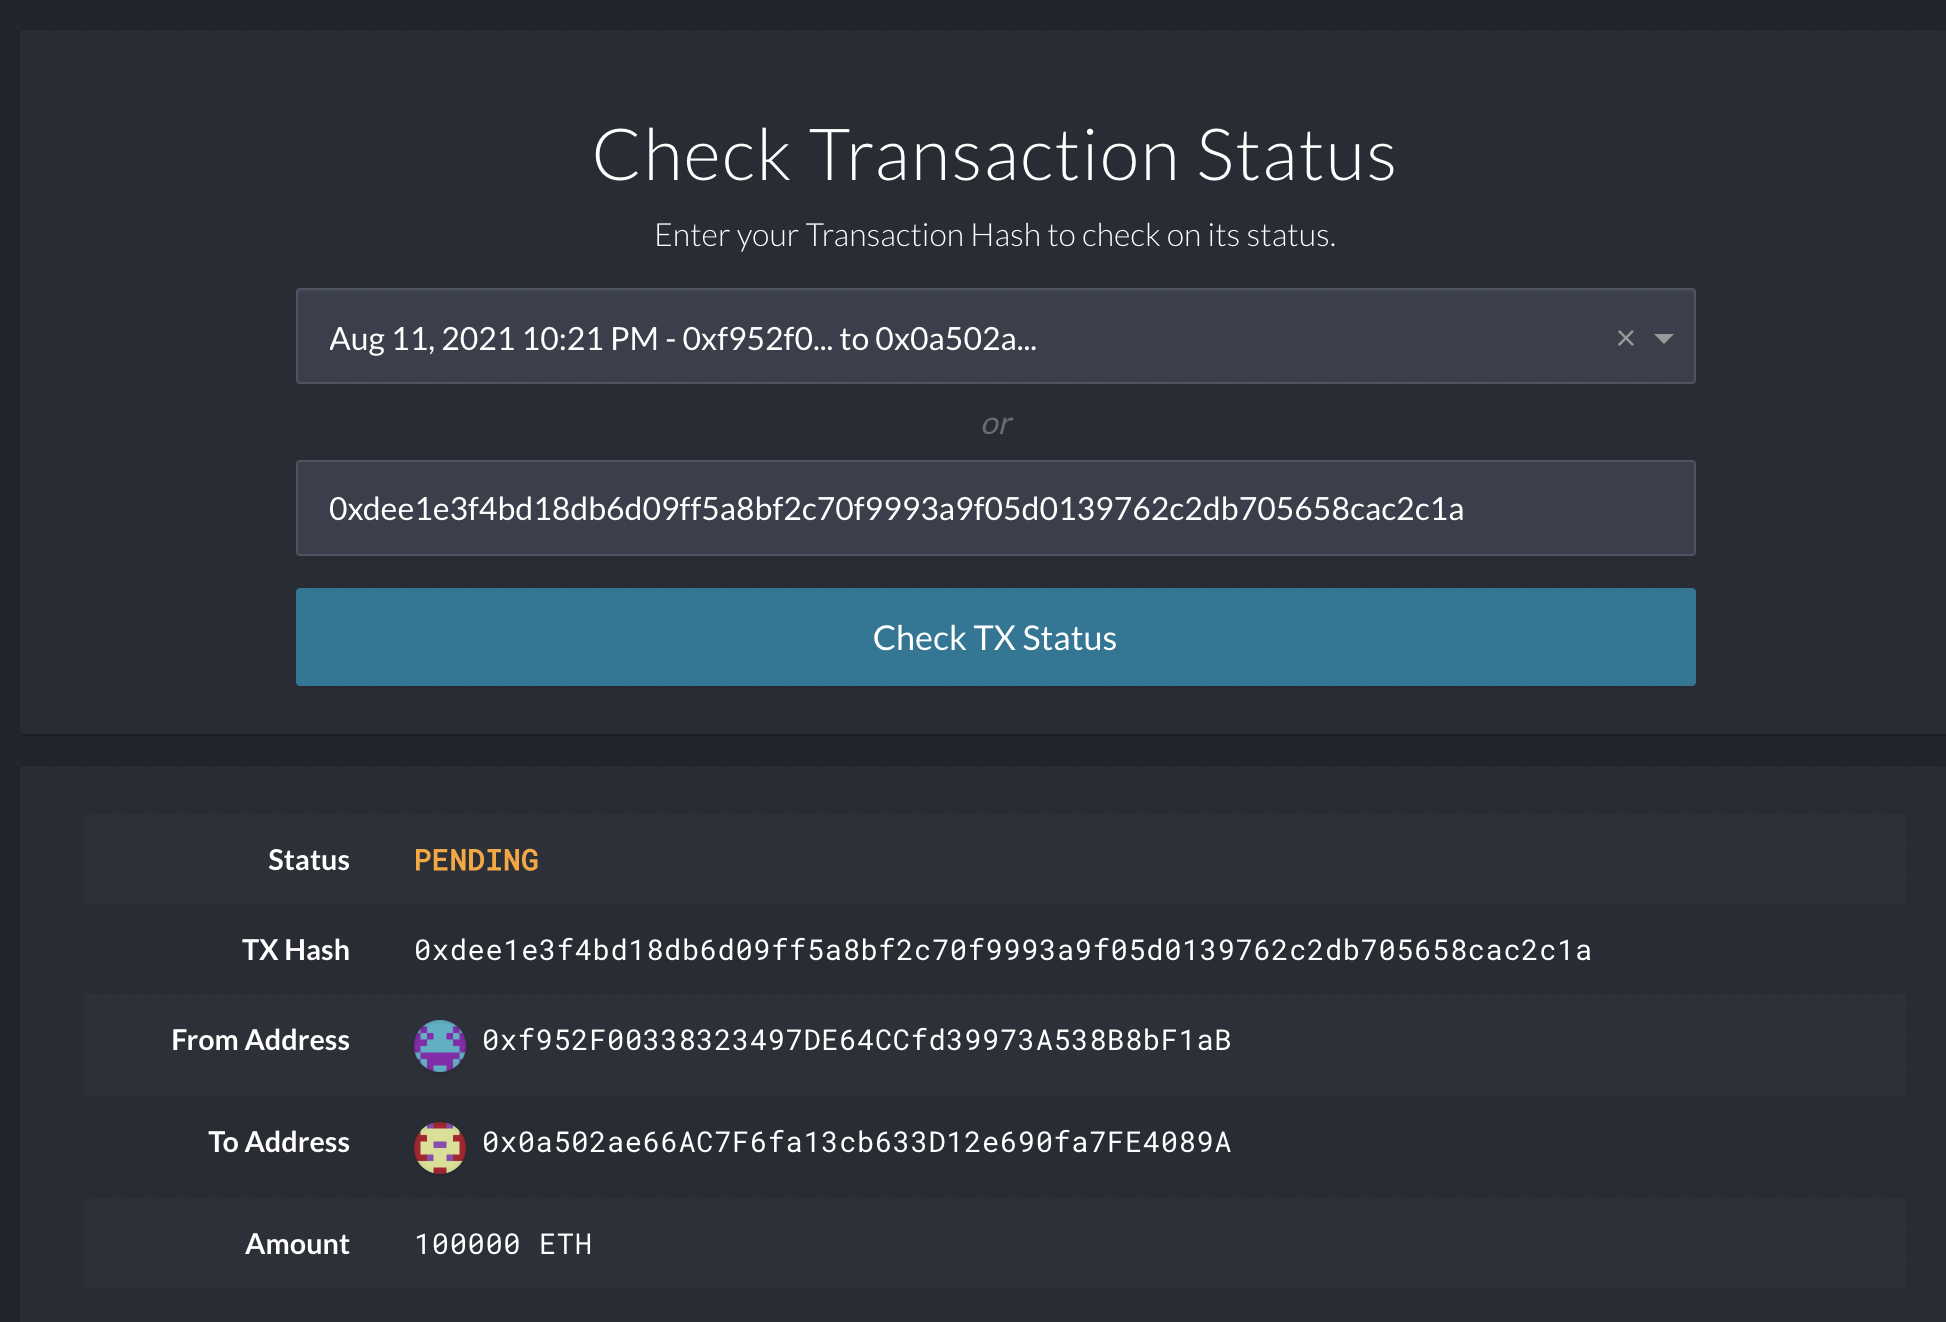 Check Transaction Status
Enter your Transaction Hash to check on its status.
Aug 11, 2021 10:21 PM - 0xf952f0... to 0x0a502a...
or
0xdee1e3f4bd18db6d09ff5a8bf2c70f9993a9f05d0139762c2db705658cac2c1a
Check TX Status
Status PENDING
TX Hash 0xdee1e3f4bd18db6d09ff5a8bf2c70f9993a9f05d0139762c2db705658cac2c1a
From Address 0xf952F00338323497DE64CCfd39973A538B8bF1aB
To Address 0x0a502ae66AC7F6fa13cb633D12e690fa7FE4089A
Amount 100000 ETH